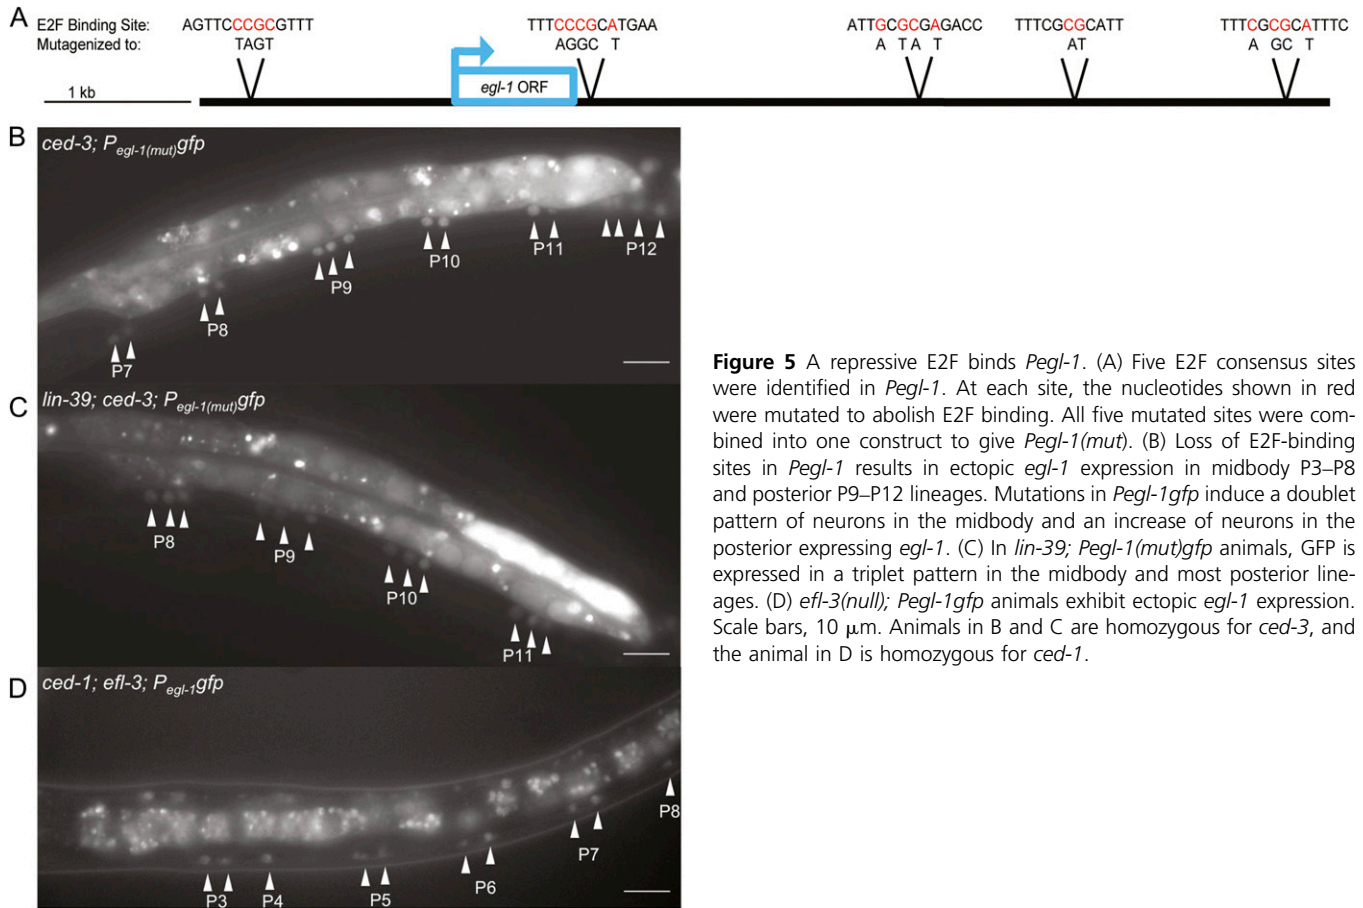 A
E2F Binding Site: AGTTCCCGCGTTT TTTCCCGCATGAA ATTGCGCGAGACC TTTCGCGCATT TTTCGCGCATTTC
Mutagenized to: TAGT AGGC T A T A T AT A GC T
1 kb
egl-1 ORF
B
ced-3; Pegl-1(mut)gfp
P7 P8 P9 P10 P11 P12
C
lin-39; ced-3; Pegl-1(mut)gfp
P8 P9 P10 P11
D
ced-1; efl-3; Pegl-1gfp
P3 P4 P5 P6 P7 P8
Figure 5 A repressive E2F binds Pegl-1. (A) Five E2F consensus sites
were identified in Pegl-1. At each site, the nucleotides shown in red
were mutated to abolish E2F binding. All five mutated sites were com-
bined into one construct to give Pegl-1(mut). (B) Loss of E2F-binding
sites in Pegl-1 results in ectopic egl-1 expression in midbody P3–P8
and posterior P9–P12 lineages. Mutations in Pegl-1gfp induce a doublet
pattern of neurons in the midbody and an increase of neurons in the
posterior expressing egl-1. (C) In lin-39; Pegl-1(mut)gfp animals, GFP is
expressed in a triplet pattern in the midbody and most posterior line-
ages. (D) efl-3(null); Pegl-1gfp animals exhibit ectopic egl-1 expression.
Scale bars, 10 μm. Animals in B and C are homozygous for ced-3, and
the animal in D is homozygous for ced-1.